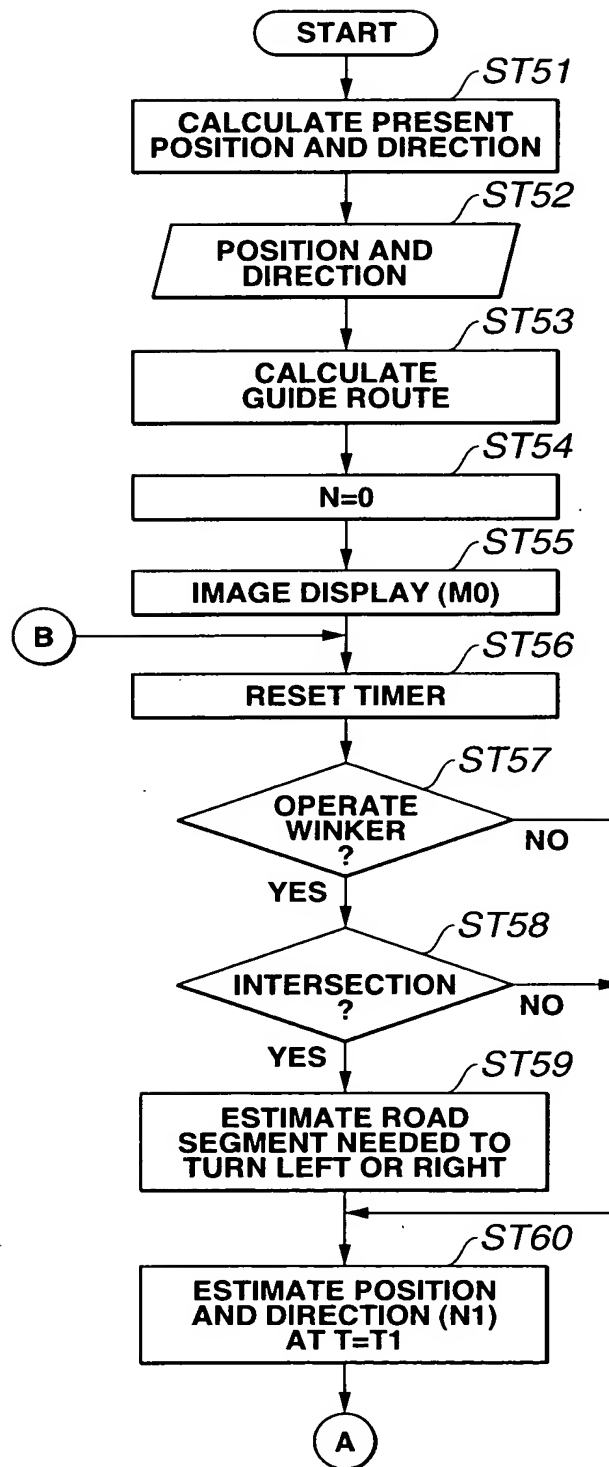 START
ST51
CALCULATE PRESENT
POSITION AND DIRECTION
ST52
POSITION AND
DIRECTION
ST53
CALCULATE
GUIDE ROUTE
ST54
N=0
ST55
IMAGE DISPLAY (M0)
B
ST56
RESET TIMER
ST57
OPERATE
WINKER
?
NO
YES
ST58
INTERSECTION
?
NO
YES
ST59
ESTIMATE ROAD
SEGMENT NEEDED TO
TURN LEFT OR RIGHT
ST60
ESTIMATE POSITION
AND DIRECTION (N1)
AT T=T1
A